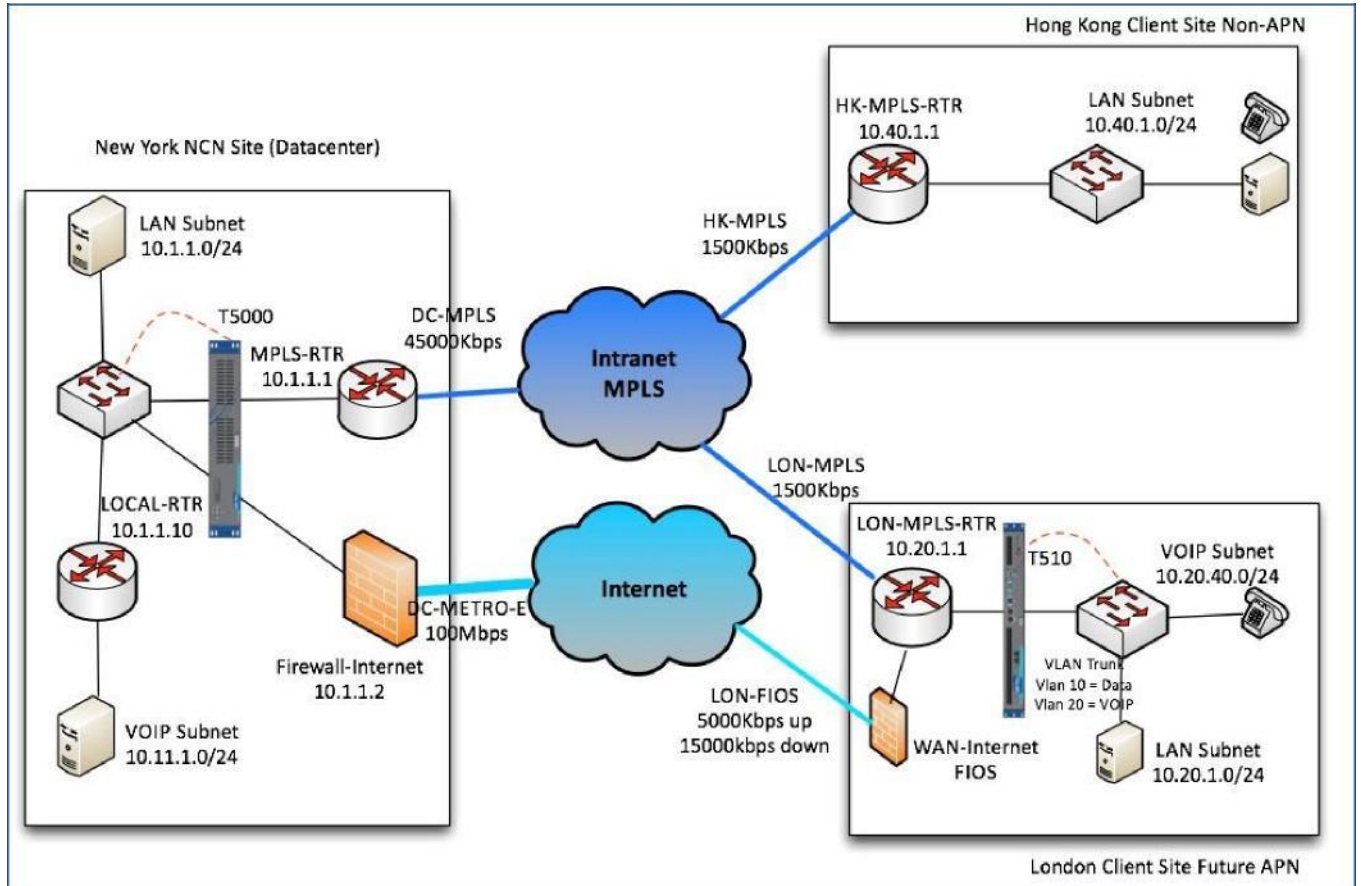 Hong Kong Client Site Non-APN
HK-MPLS-RTR
10.40.1.1
LAN Subnet
10.40.1.0/24
New York NCN Site (Datacenter)
LAN Subnet
10.1.1.0/24
T5000
MPLS-RTR
10.1.1.1
DC-MPLS
45000Kbps
HK-MPLS
1500Kbps
Intranet
MPLS
LON-MPLS
1500Kbps
LOCAL-RTR
10.1.1.10
Internet
DC-METRO-E
100Mbps
Firewall-Internet
10.1.1.2
VOIP Subnet
10.11.1.0/24
LON-FIOS
5000Kbps up
15000kbps down
LON-MPLS-RTR
10.20.1.1
T510
VOIP Subnet
10.20.40.0/24
VLAN Trunk
Vlan 10 = Data
Vlan 20 = VOIP
WAN-Internet
FIOS
LAN Subnet
10.20.1.0/24
London Client Site Future APN